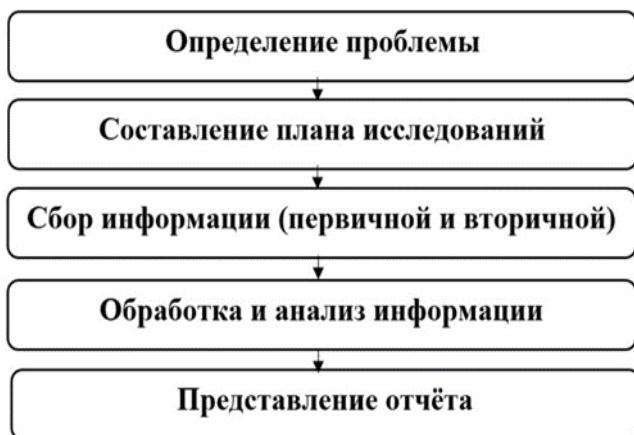 Определение проблемы
Составление плана исследований
Сбор информации (первичной и вторичной)
Обработка и анализ информации
Представление отчёта